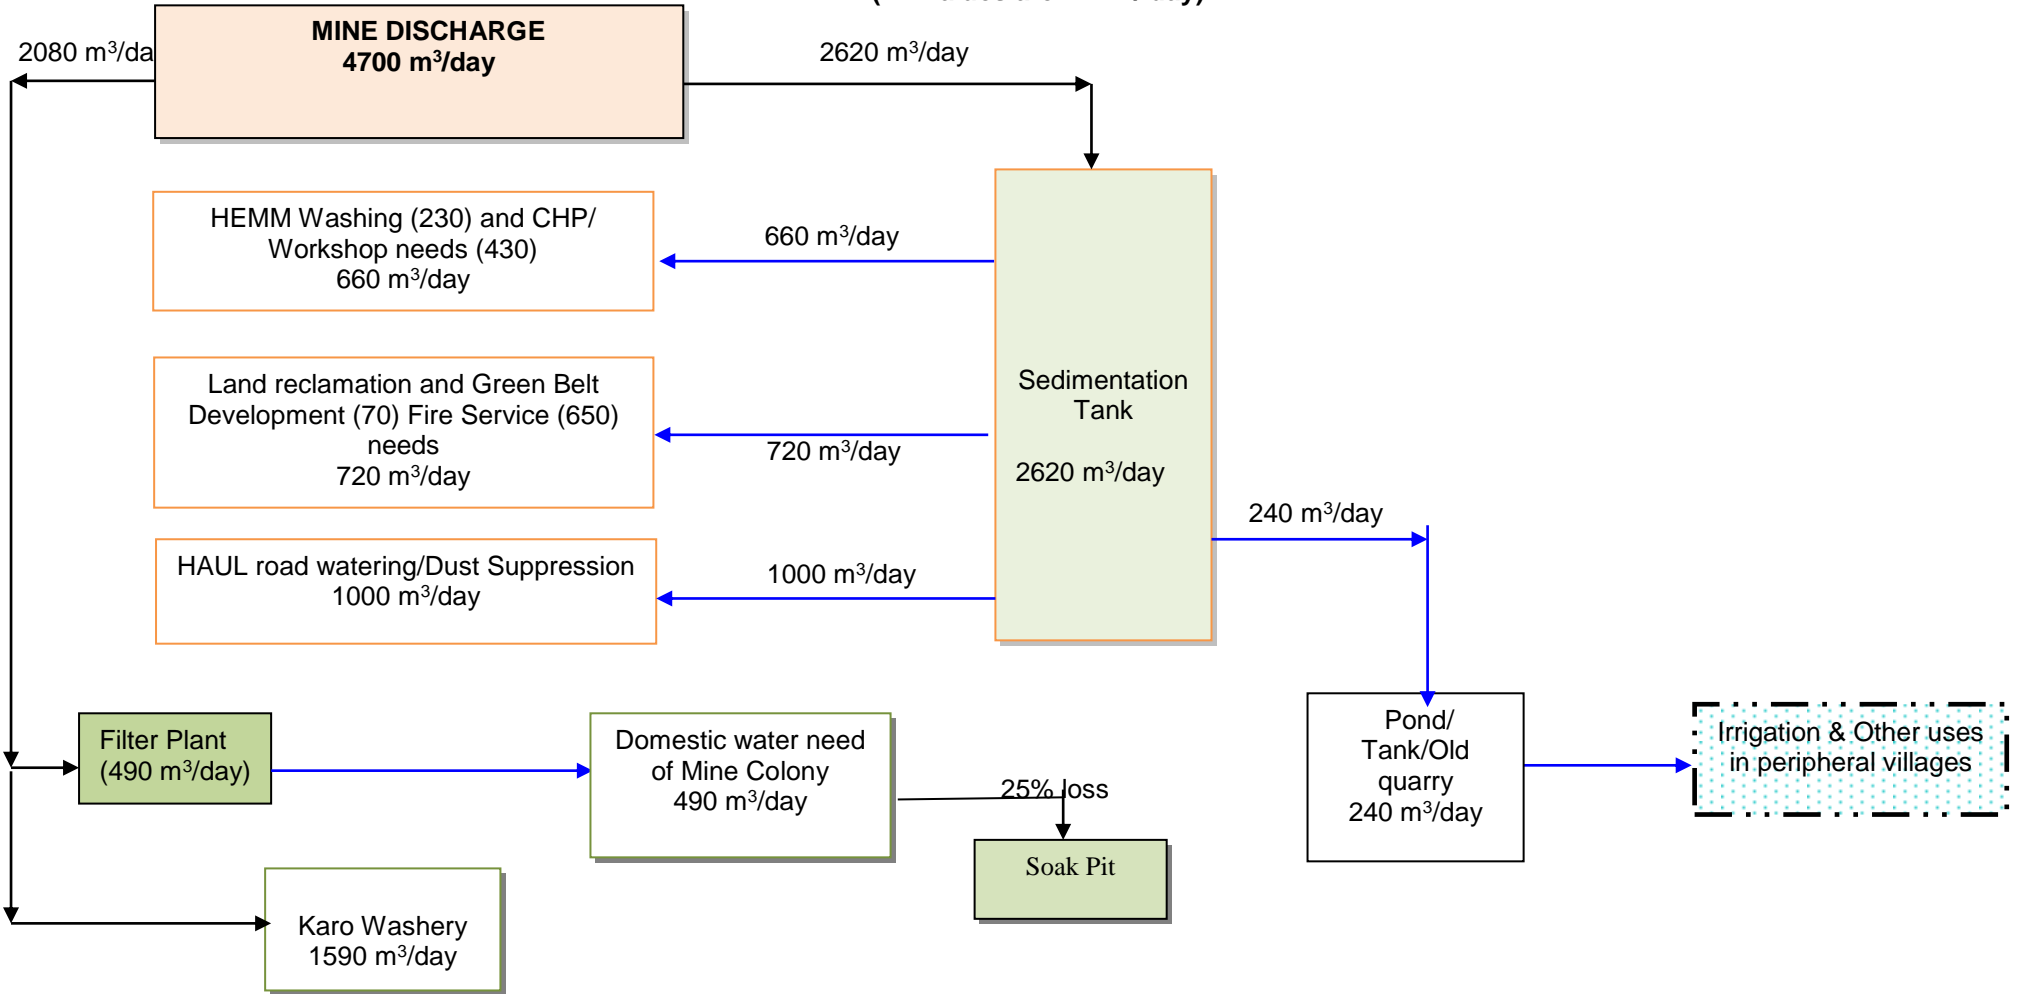 MINE DISCHARGE
4700 m³/day
2080 m³/da
2620 m³/day
HEMM Washing (230) and CHP/
Workshop needs (430)
660 m³/day
660 m³/day
Land reclamation and Green Belt
Development (70) Fire Service (650)
needs
720 m³/day
720 m³/day
Sedimentation
Tank
2620 m³/day
HAUL road watering/Dust Suppression
1000 m³/day
1000 m³/day
240 m³/day
Filter Plant
(490 m³/day)
Domestic water need
of Mine Colony
490 m³/day
25% loss
Soak Pit
Pond/
Tank/Old
quarry
240 m³/day
Irrigation & Other uses
in peripheral villages
Karo Washery
1590 m³/day